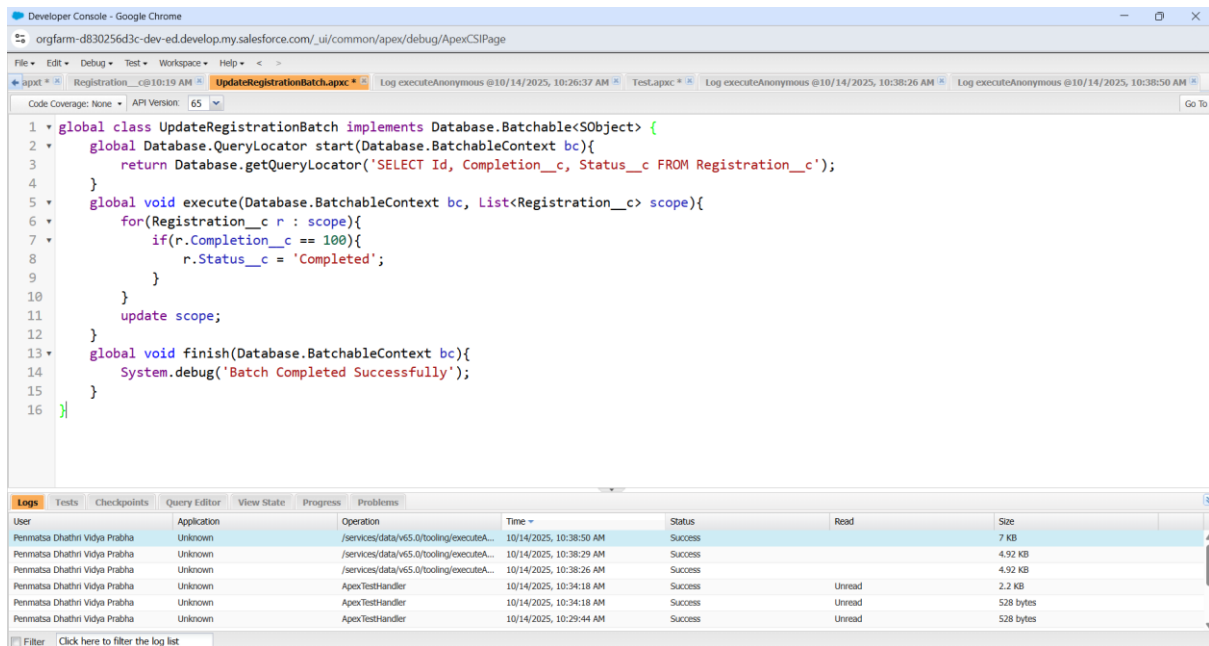 Developer Console - Google Chrome
orgfarm-d830256d3c-dev-ed.develop.my.salesforce.com/_ui/common/apex/debug/ApexCSIPage
File Edit Debug Test Workspace Help < >
apxt * Registration__c@10:19 AM UpdateRegistrationBatch.apxc * Log executeAnonymous @10/14/2025, 10:26:37 AM Test.apxc * Log executeAnonymous @10/14/2025, 10:38:26 AM Log executeAnonymous @10/14/2025, 10:38:50 AM
Code Coverage: None API Version: 65 Go To
1 global class UpdateRegistrationBatch implements Database.Batchable<SObject> {
2 global Database.QueryLocator start(Database.BatchableContext bc){
3 return Database.getQueryLocator('SELECT Id, Completion__c, Status__c FROM Registration__c');
4 }
5 global void execute(Database.BatchableContext bc, List<Registration__c> scope){
6 for(Registration__c r : scope){
7 if(r.Completion__c == 100){
8 r.Status__c = 'Completed';
9 }
10 }
11 update scope;
12 }
13 global void finish(Database.BatchableContext bc){
14 System.debug('Batch Completed Successfully');
15 }
16 }
Logs Tests Checkpoints Query Editor View State Progress Problems
User Application Operation Time Status Read Size
Penmatsa Dhathri Vidya Prabha Unknown /services/data/v65.0/tooling/executeA... 10/14/2025, 10:38:50 AM Success 7 KB
Penmatsa Dhathri Vidya Prabha Unknown /services/data/v65.0/tooling/executeA... 10/14/2025, 10:38:29 AM Success 4.92 KB
Penmatsa Dhathri Vidya Prabha Unknown /services/data/v65.0/tooling/executeA... 10/14/2025, 10:38:26 AM Success 4.92 KB
Penmatsa Dhathri Vidya Prabha Unknown ApexTestHandler 10/14/2025, 10:34:18 AM Success Unread 2.2 KB
Penmatsa Dhathri Vidya Prabha Unknown ApexTestHandler 10/14/2025, 10:34:18 AM Success Unread 528 bytes
Penmatsa Dhathri Vidya Prabha Unknown ApexTestHandler 10/14/2025, 10:29:44 AM Success Unread 528 bytes
Filter Click here to filter the log list